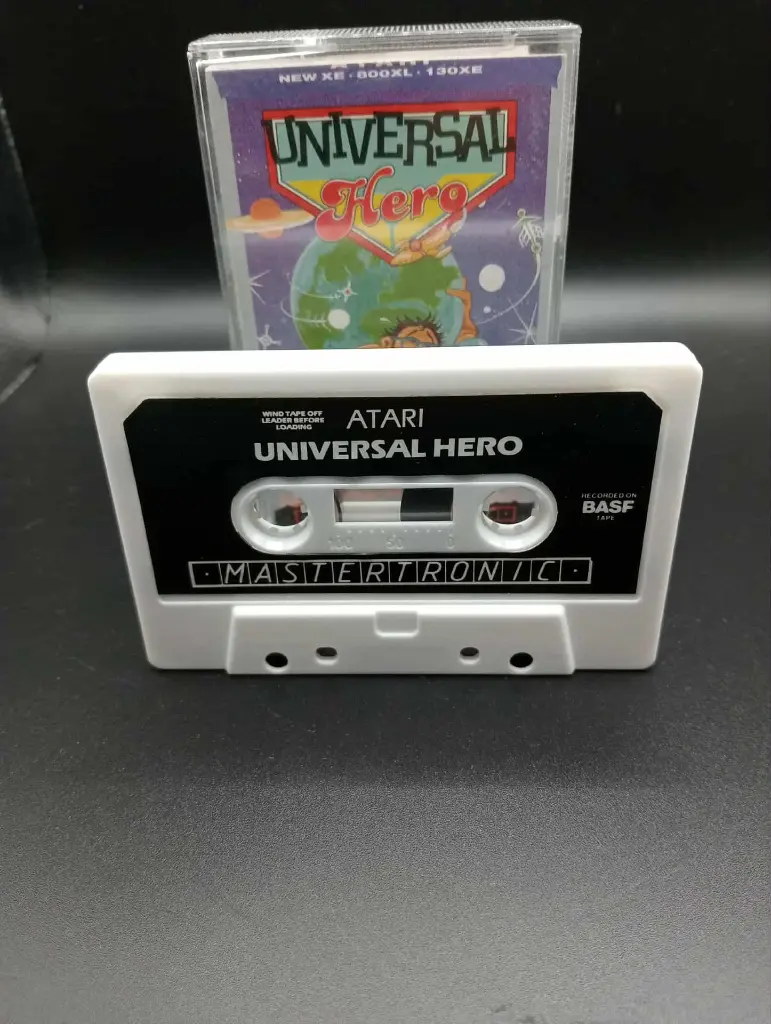 ATARI
NEW XE · 800XL · 130XE
UNIVERSAL
Hero
WIND TAPE OFF
LEADER BEFORE
LOADING
ATARI
UNIVERSAL HERO
RECORDED ON
BASF
TAPE
100 50 0
·MASTERTRONIC·